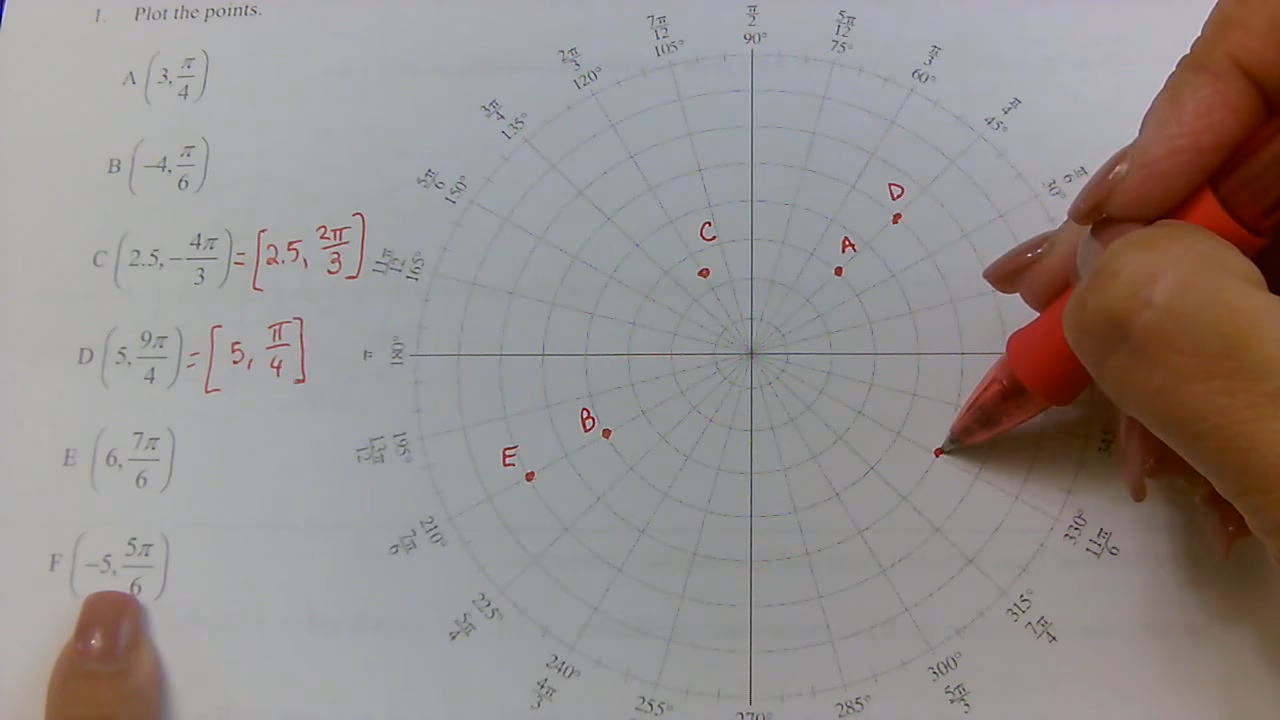 1. Plot the points.
A (3, π/4)
B (−4, π/6)
C (2.5, −4π/3) = [2.5, 2π/3]
D (5, 9π/4) = [5, π/4]
E (6, 7π/6)
F (−5, 5π/6)
π/2
90°
5π/12
75°
π/3
60°
π/4
45°
π/6
30°
7π/12
105°
2π/3
120°
3π/4
135°
5π/6
150°
11π/12
165°
π
180°
13π/12
195°
210°
7π/6
225°
5π/4
240°
4π/3
255°
270°
285°
300°
5π/3
315°
7π/4
330°
11π/6
D
A
C
B
E